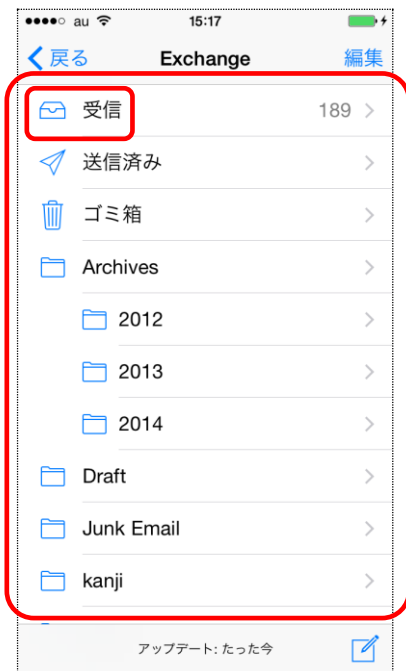 au 15:17
戻る Exchange 編集
受信 189
送信済み
ゴミ箱
Archives
2012
2013
2014
Draft
Junk Email
kanji
アップデート: たった今